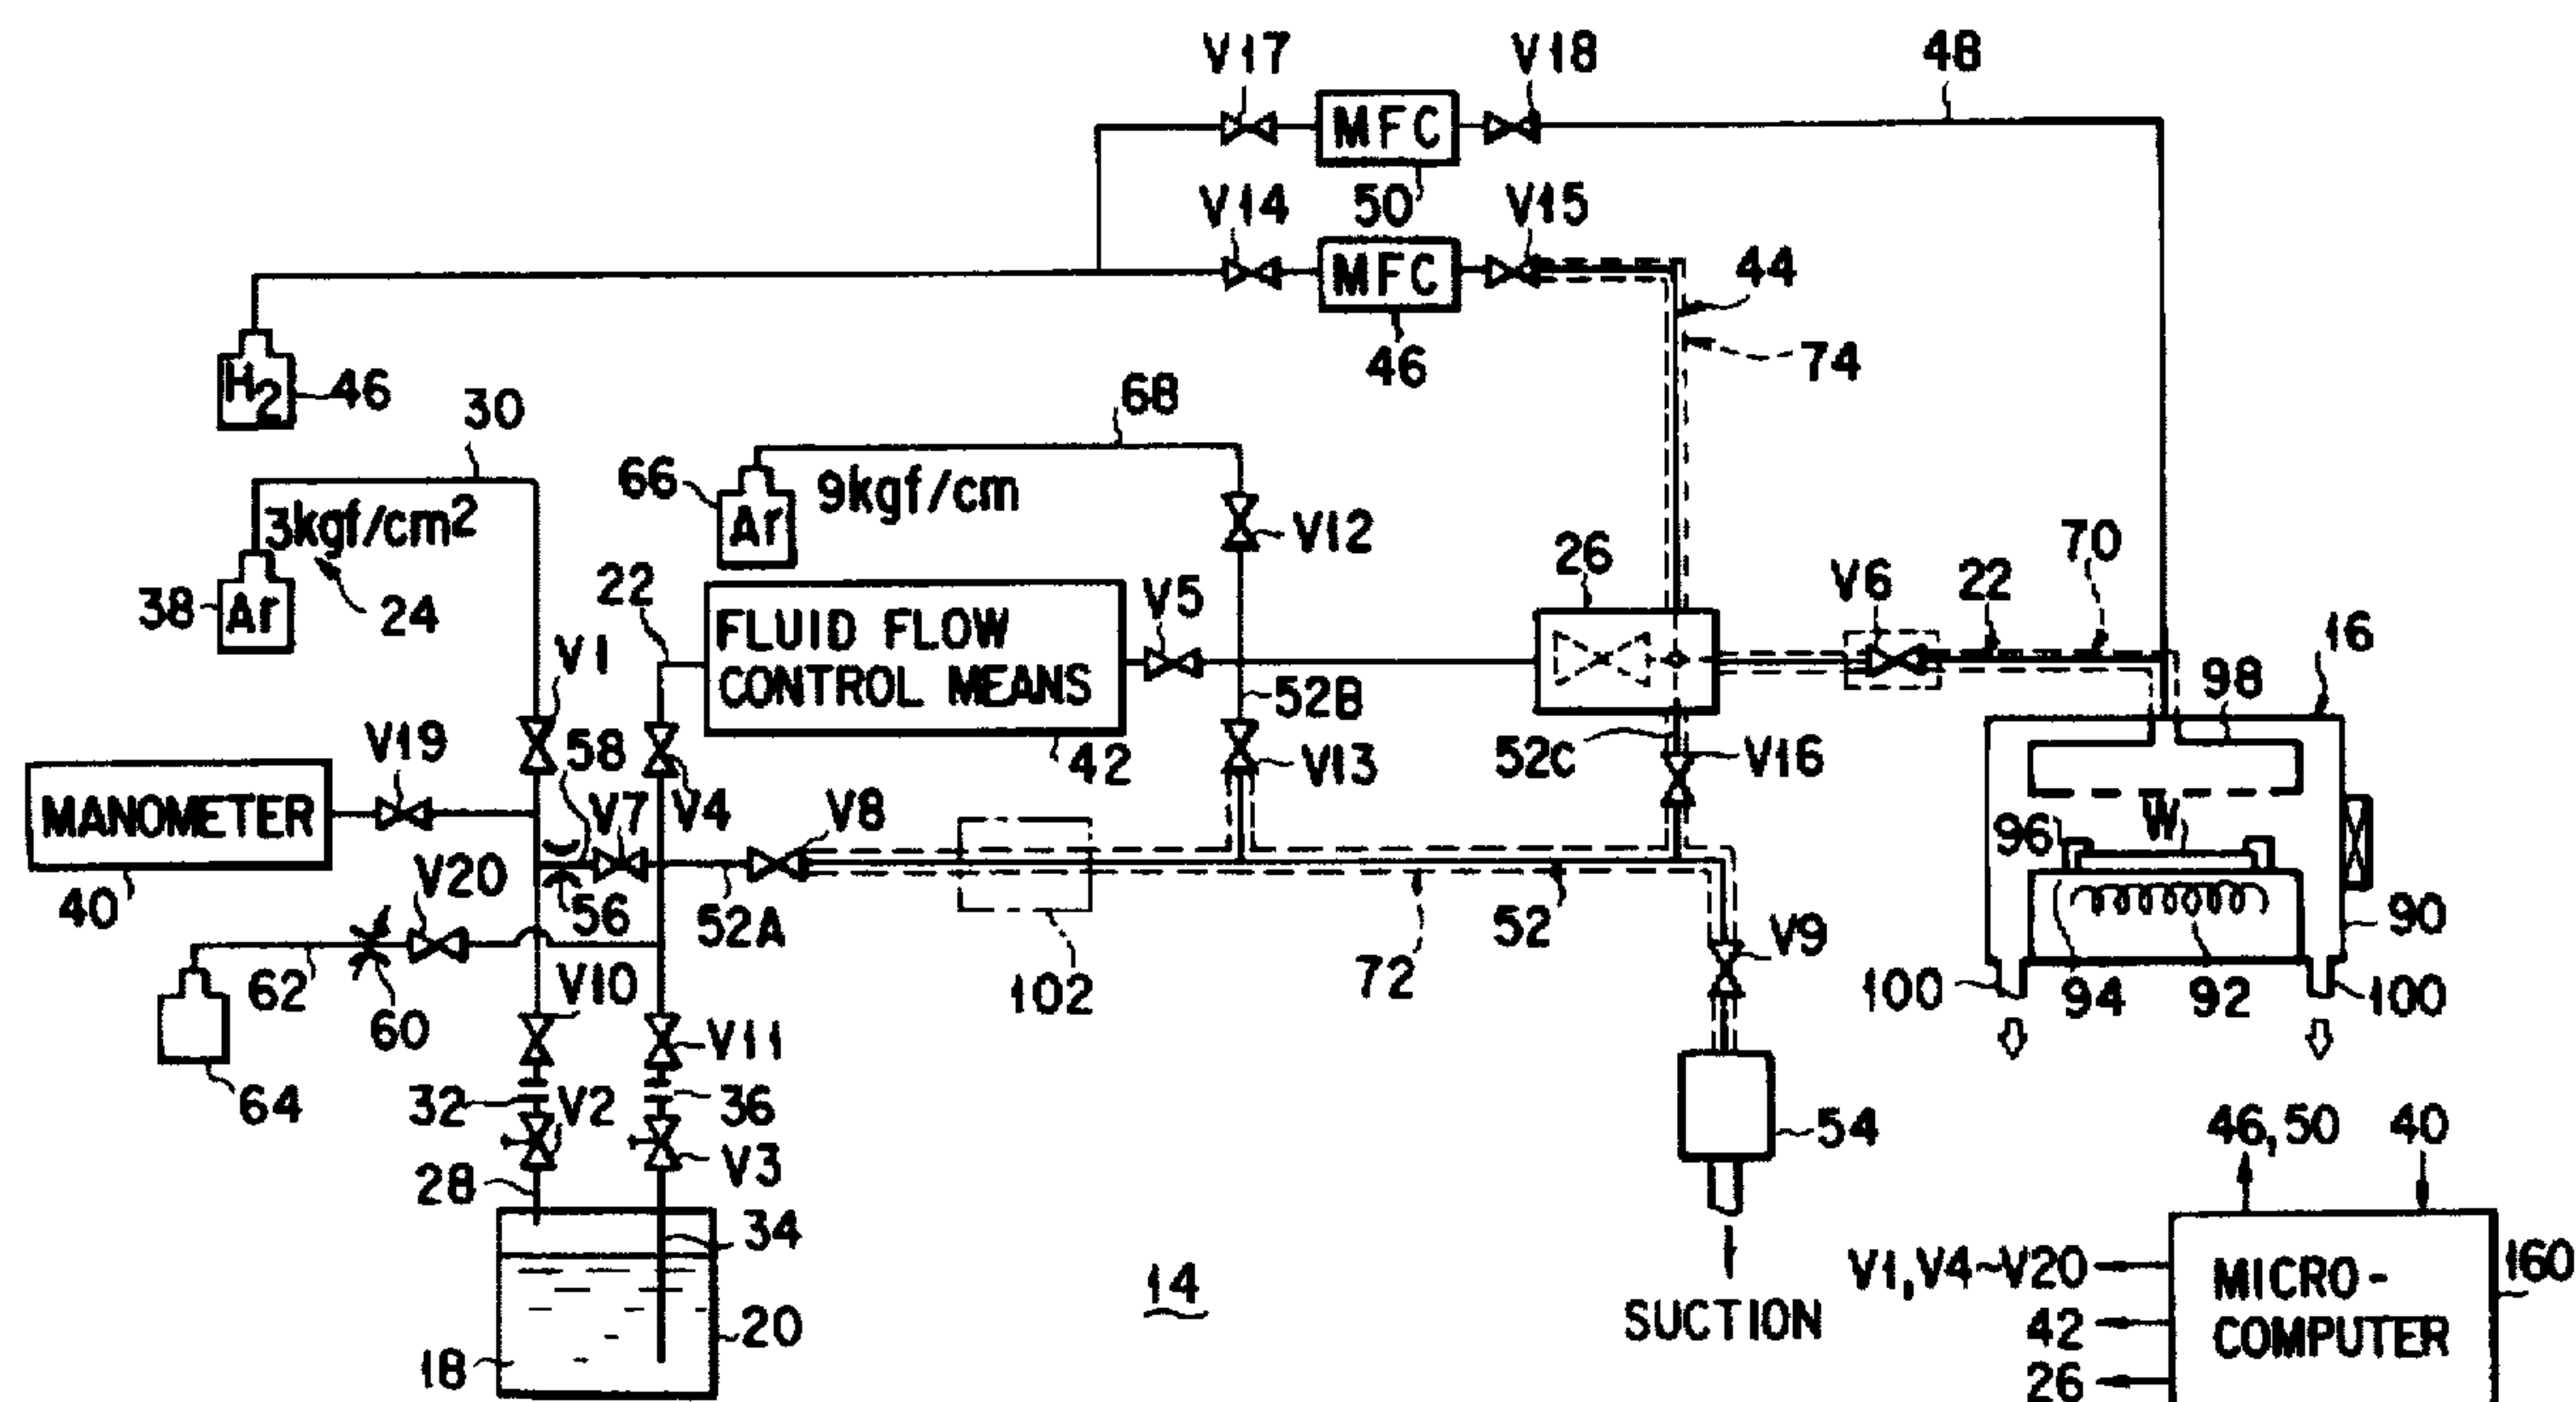 V17
V18
48
MFC
50
V14
V15
MFC
46
44
74
H2
46
30
68
3kgf/cm2
66
Ar
9kgf/cm
V12
38
Ar
24
22
FLUID FLOW
CONTROL MEANS
42
V5
26
V6
22
70
16
V1
98
52B
V19
58
V13
52C
V16
MANOMETER
40
V7
V4
V8
96
W
V20
56
52A
102
72
52
V9
90
62
60
V10
100
94
92
100
64
32
V2
V11
36
V3
54
28
34
46, 50
40
18
20
14
SUCTION
V1, V4~V20
42
26
MICRO-
COMPUTER
160